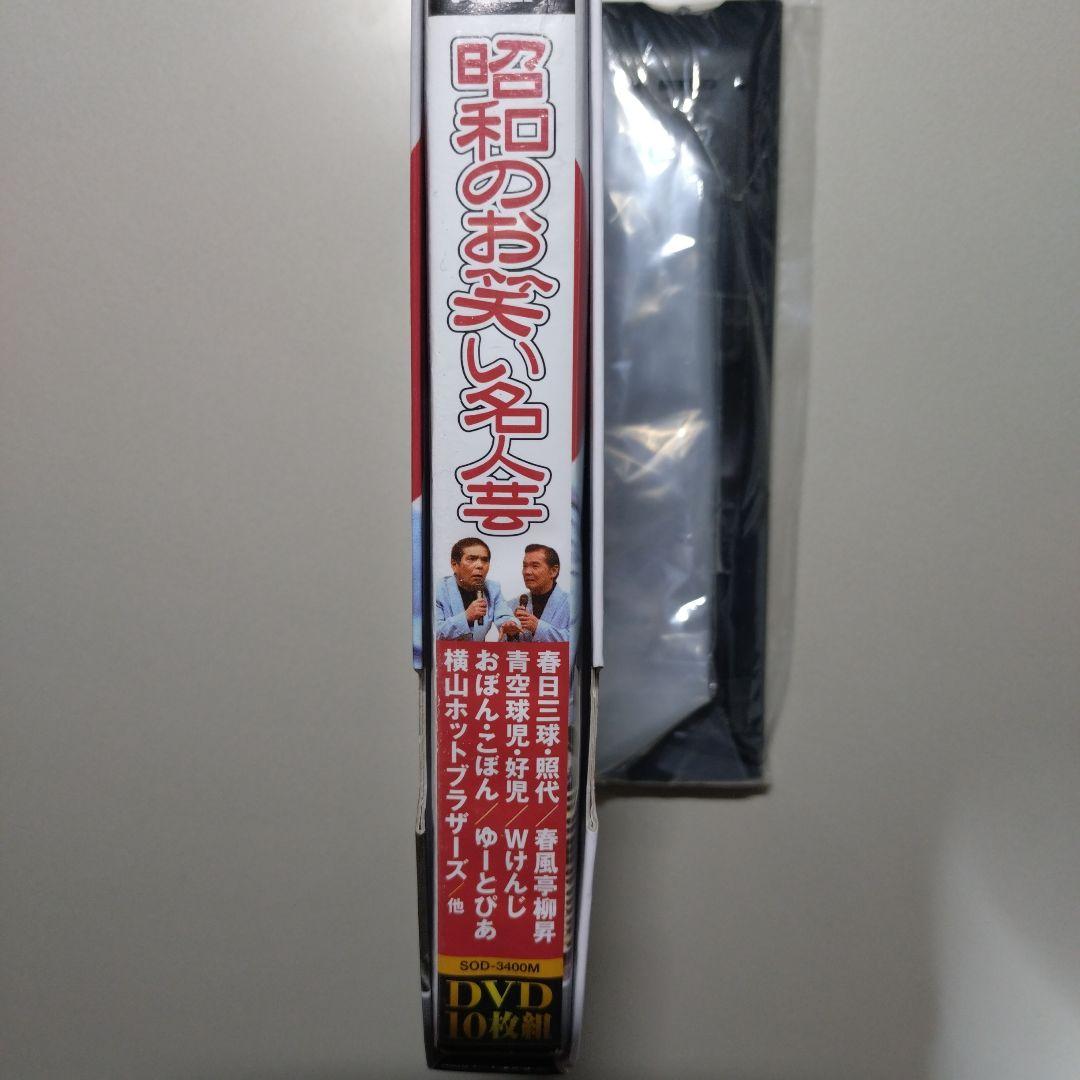 昭和のお笑い名人芸
春日三球・照代／春風亭柳昇
青空球児・好児／Wけんじ
おぼん・こぼん／ゆーとぴあ
横山ホットブラザーズ／他
SOD-3400M
DVD
10枚組